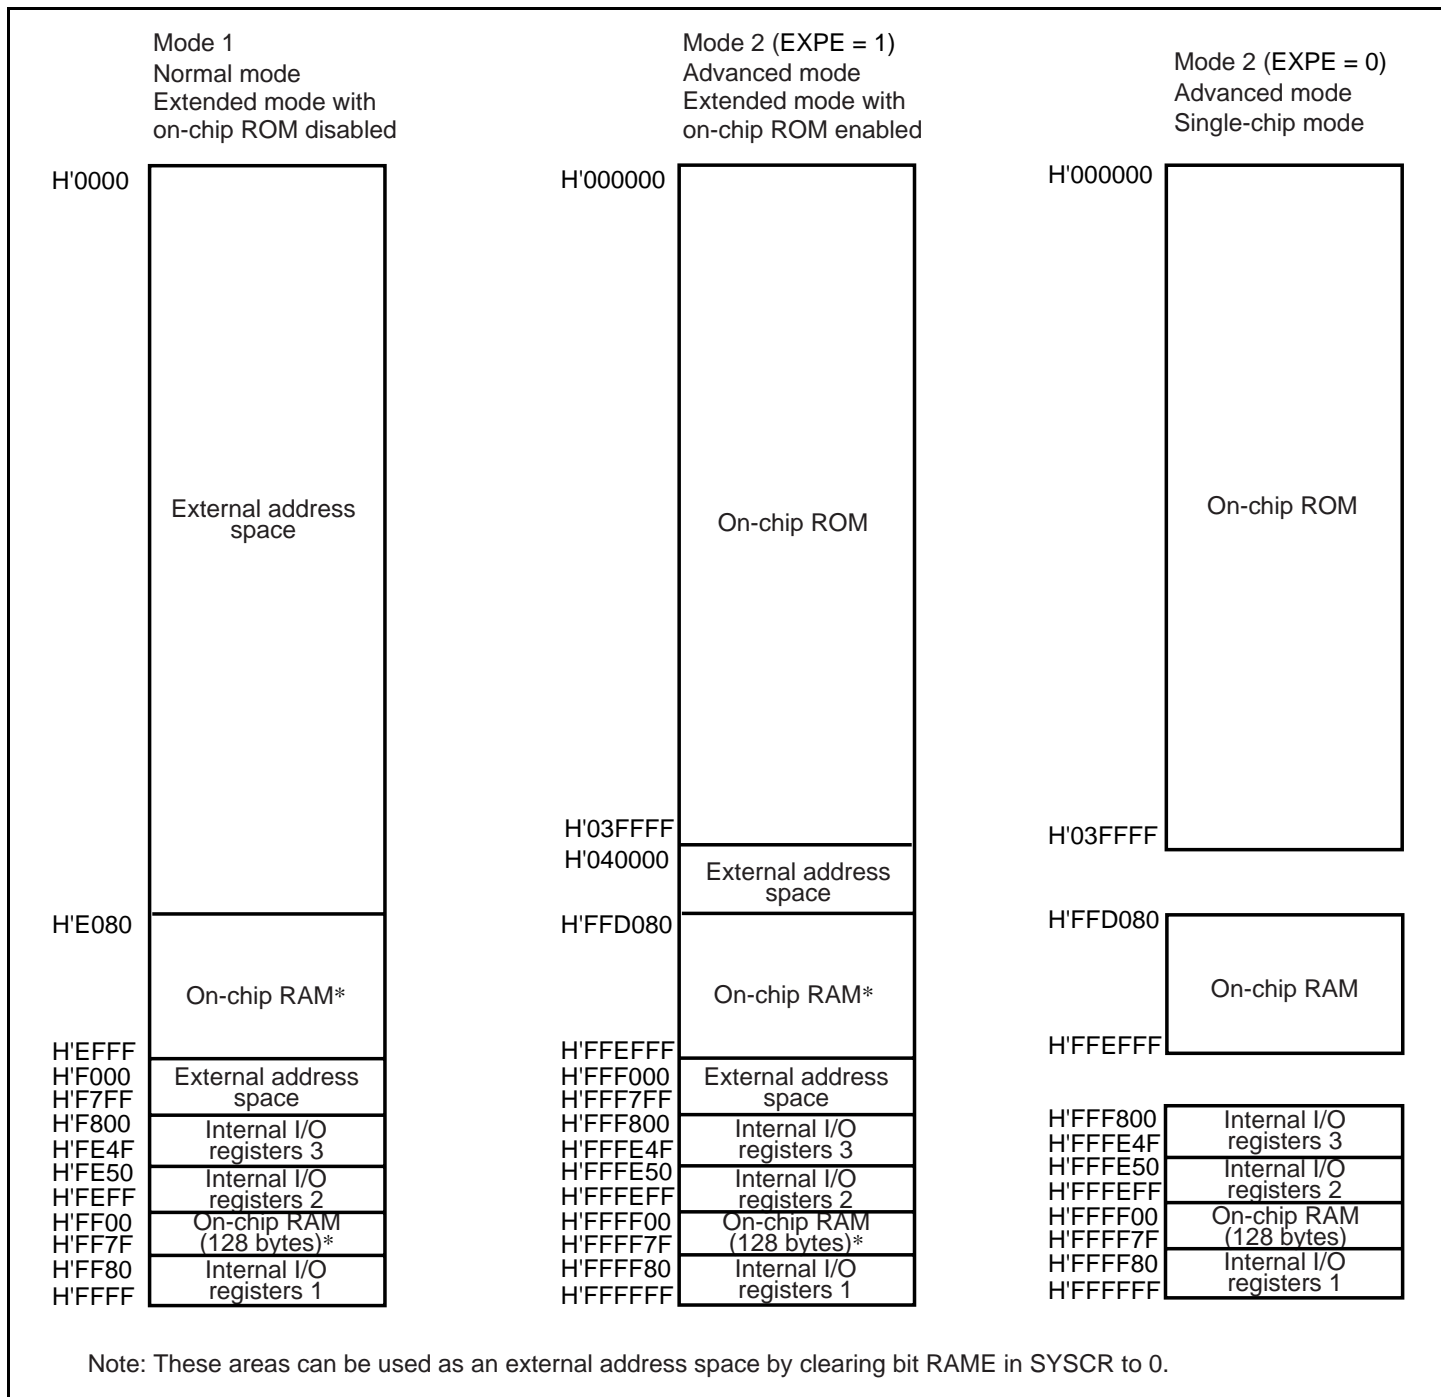 Mode 1
Normal mode
Extended mode with
on-chip ROM disabled
H'0000
External address
space
H'E080
On-chip RAM*
H'EFFF
H'F000
External address
space
H'F7FF
H'F800
Internal I/O
registers 3
H'FE4F
H'FE50
Internal I/O
registers 2
H'FEFF
H'FF00
On-chip RAM
(128 bytes)*
H'FF7F
H'FF80
Internal I/O
registers 1
H'FFFF
Mode 2 (EXPE = 1)
Advanced mode
Extended mode with
on-chip ROM enabled
H'000000
On-chip ROM
H'03FFFF
H'040000
External address
space
H'FFD080
On-chip RAM*
H'FFEFFF
H'FFF000
External address
space
H'FFF7FF
H'FFF800
Internal I/O
registers 3
H'FFFE4F
H'FFFE50
Internal I/O
registers 2
H'FFFEFF
H'FFFF00
On-chip RAM
(128 bytes)*
H'FFFF7F
H'FFFF80
Internal I/O
registers 1
H'FFFFFF
Mode 2 (EXPE = 0)
Advanced mode
Single-chip mode
H'000000
On-chip ROM
H'03FFFF
H'FFD080
On-chip RAM
H'FFEFFF
H'FFF800
Internal I/O
registers 3
H'FFFE4F
H'FFFE50
Internal I/O
registers 2
H'FFFEFF
H'FFFF00
On-chip RAM
(128 bytes)
H'FFFF7F
H'FFFF80
Internal I/O
registers 1
H'FFFFFF
Note: These areas can be used as an external address space by clearing bit RAME in SYSCR to 0.